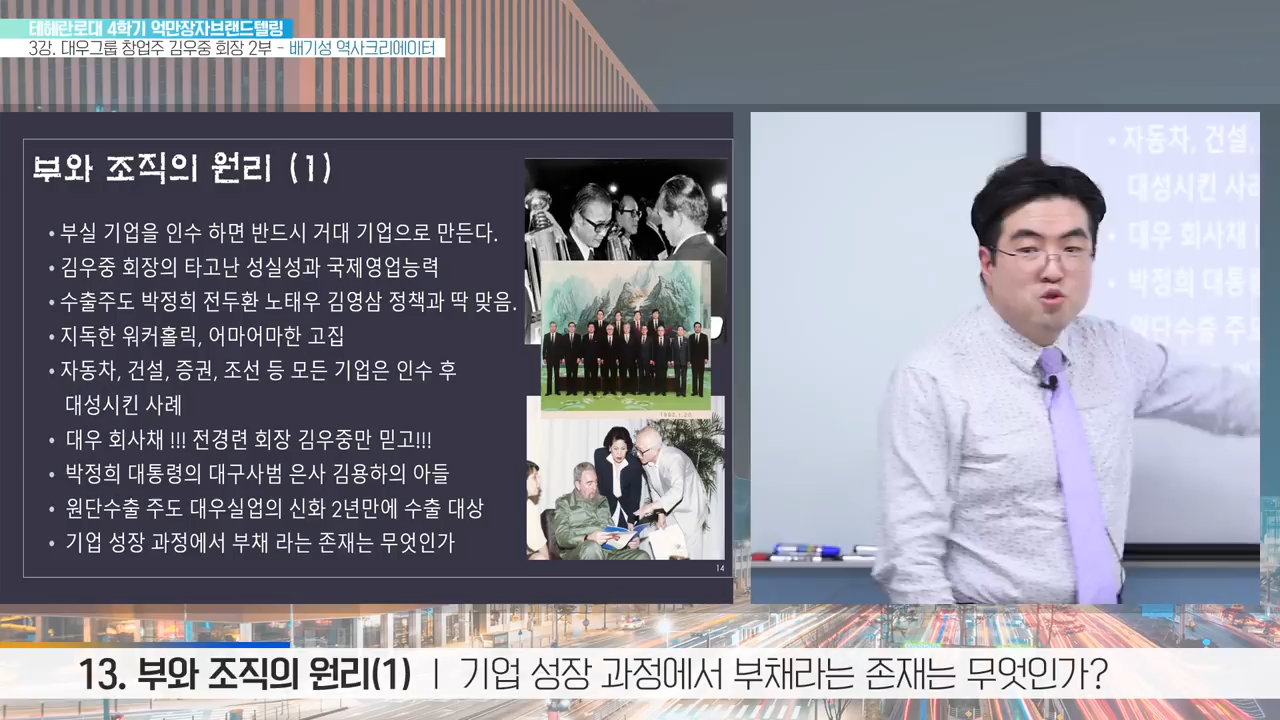 테헤란로대 4학기 억만장자브랜드텔링
3강. 대우그룹 창업주 김우중 회장 2부 - 배기성 역사크리에이터
부와 조직의 원리 (1)
• 부실 기업을 인수 하면 반드시 거대 기업으로 만든다.
• 김우중 회장의 타고난 성실성과 국제영업능력
• 수출주도 박정희 전두환 노태우 김영삼 정책과 딱 맞음.
• 지독한 워커홀릭, 어마어마한 고집
• 자동차, 건설, 증권, 조선 등 모든 기업은 인수 후
대성시킨 사례
• 대우 회사채 !!! 전경련 회장 김우중만 믿고!!!
• 박정희 대통령의 대구사범 은사 김용하의 아들
• 원단수출 주도 대우실업의 신화 2년만에 수출 대상
• 기업 성장 과정에서 부채 라는 존재는 무엇인가
14
• 자동차, 건설,
대성시킨 사례
• 대우 회사채
• 박정희 대통령
원단수출 주도
13. 부와 조직의 원리(1) | 기업 성장 과정에서 부채라는 존재는 무엇인가?